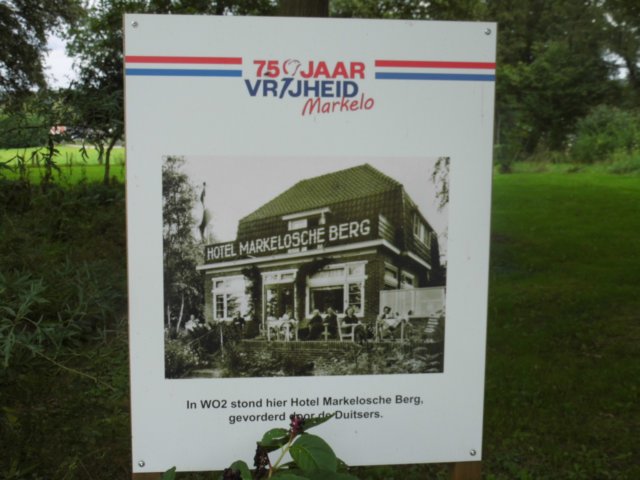 75 JAAR
VRIJHEID
Markelo
HOTEL MARKELOSCHE BERG
In WO2 stond hier Hotel Markelosche Berg,
gevorderd door de Duitsers.